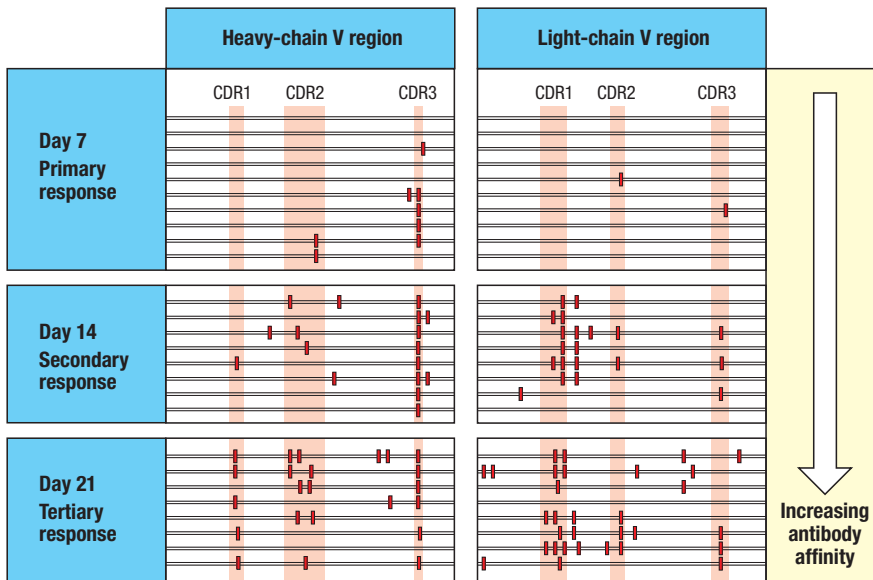 Heavy-chain V region
Light-chain V region
CDR1
CDR2
CDR3
CDR1
CDR2
CDR3
Day 7
Primary
response
Day 14
Secondary
response
Day 21
Tertiary
response
Increasing
antibody
affinity